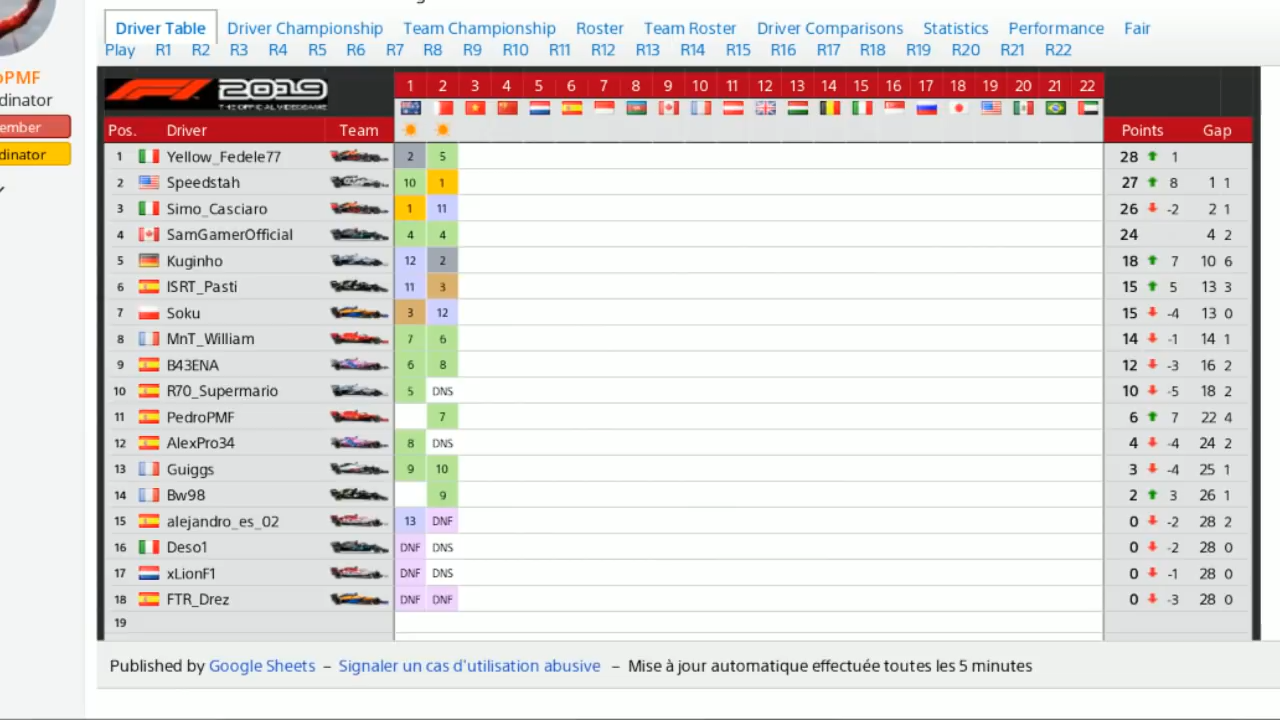 Driver Table Driver Championship Team Championship Roster Team Roster Driver Comparisons Statistics Performance Fair
Play R1 R2 R3 R4 R5 R6 R7 R8 R9 R10 R11 R12 R13 R14 R15 R16 R17 R18 R19 R20 R21 R22
oPMF
dinator
ember
dinator
F1 2019 1 2 3 4 5 6 7 8 9 10 11 12 13 14 15 16 17 18 19 20 21 22
THE OFFICIAL VIDEOGAME
Pos. Driver Team Points Gap
1 Yellow_Fedele77 2 5 28 1
2 Speedstah 10 1 27 8 1 1
3 Simo_Casciaro 1 11 26 -2 2 1
4 SamGamerOfficial 4 4 24 4 2
5 Kuginho 12 2 18 7 10 6
6 ISRT_Pasti 11 3 15 5 13 3
7 Soku 3 12 15 -4 13 0
8 MnT_William 7 6 14 -1 14 1
9 B43ENA 6 8 12 -3 16 2
10 R70_Supermario 5 DNS 10 -5 18 2
11 PedroPMF 7 6 7 22 4
12 AlexPro34 8 DNS 4 -4 24 2
13 Guiggs 9 10 3 -4 25 1
14 Bw98 9 2 3 26 1
15 alejandro_es_02 13 DNF 0 -2 28 2
16 Deso1 DNF DNS 0 -2 28 0
17 xLionF1 DNF DNS 0 -1 28 0
18 FTR_Drez DNF DNF 0 -3 28 0
19
Published by Google Sheets – Signaler un cas d'utilisation abusive – Mise à jour automatique effectuée toutes les 5 minutes